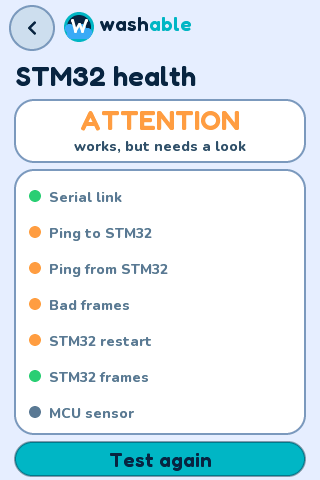 W washable
STM32 health
ATTENTION
works, but needs a look
Serial link
Ping to STM32
Ping from STM32
Bad frames
STM32 restart
STM32 frames
MCU sensor
Test again